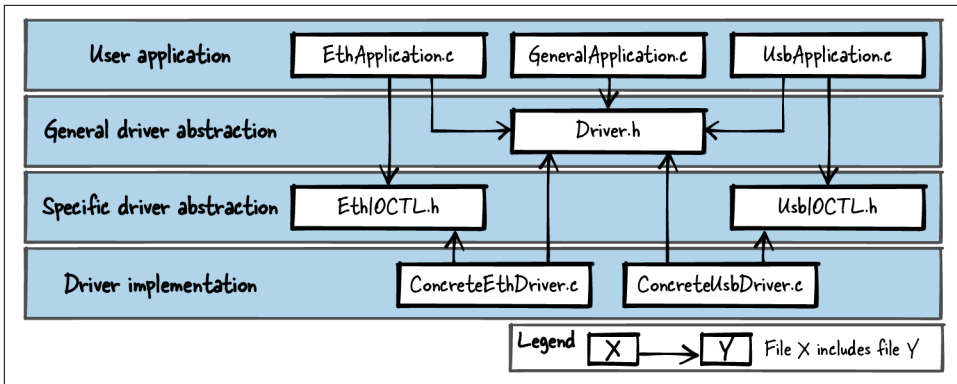 User application EthApplication.c GeneralApplication.c UsbApplication.c
General driver abstraction Driver.h
Specific driver abstraction EthIOCTL.h UsbIOCTL.h
Driver implementation ConcreteEthDriver.c ConcreteUsbDriver.c
Legend X Y File X includes file Y